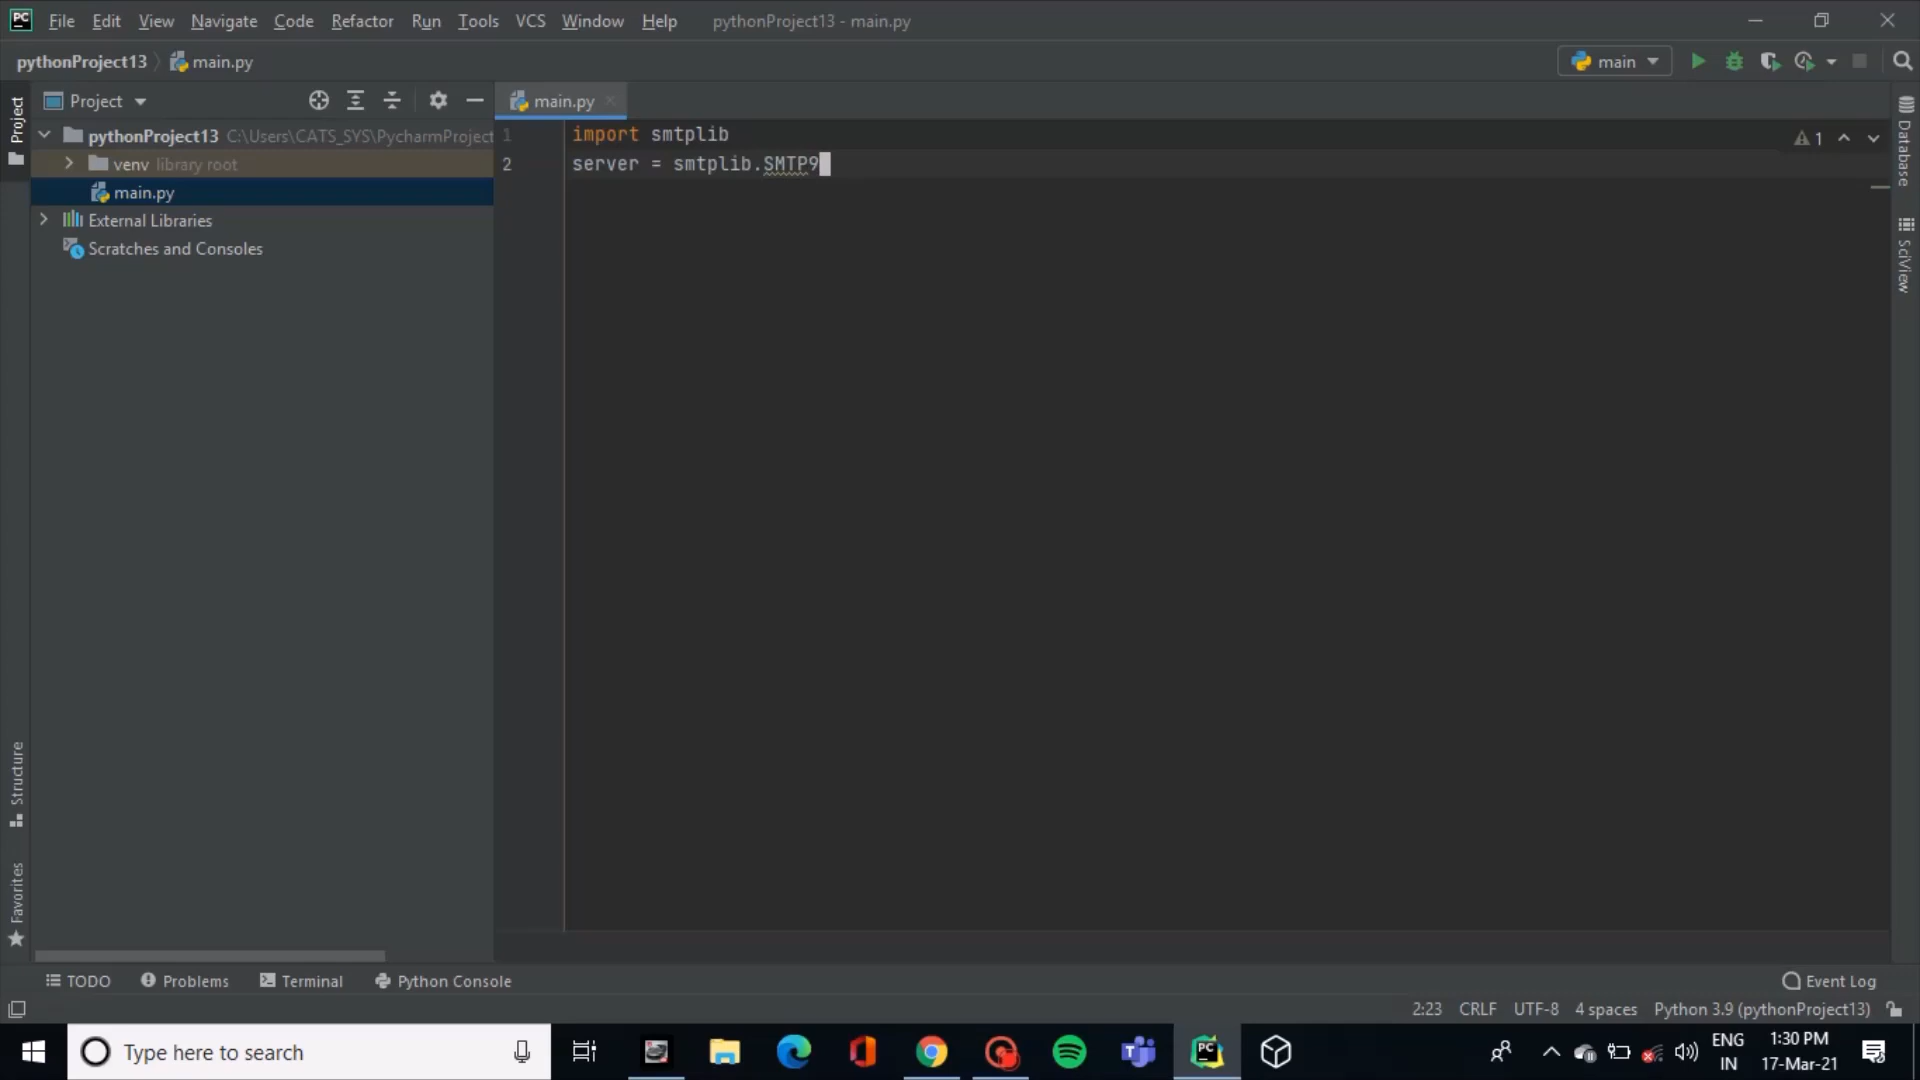 PC File Edit View Navigate Code Refactor Run Tools VCS Window Help pythonProject13 - main.py
pythonProject13 main.py main
Project main.py
Project
pythonProject13 C:\Users\CATS_SYS\PycharmProject
venv library root
main.py
External Libraries
Scratches and Consoles
1 import smtplib
2 server = smtplib.SMTP9
1
Database
SciView
Structure
Favorites
TODO Problems Terminal Python Console Event Log
2:23 CRLF UTF-8 4 spaces Python 3.9 (pythonProject13)
Type here to search
PC
ENG
IN
1:30 PM
17-Mar-21